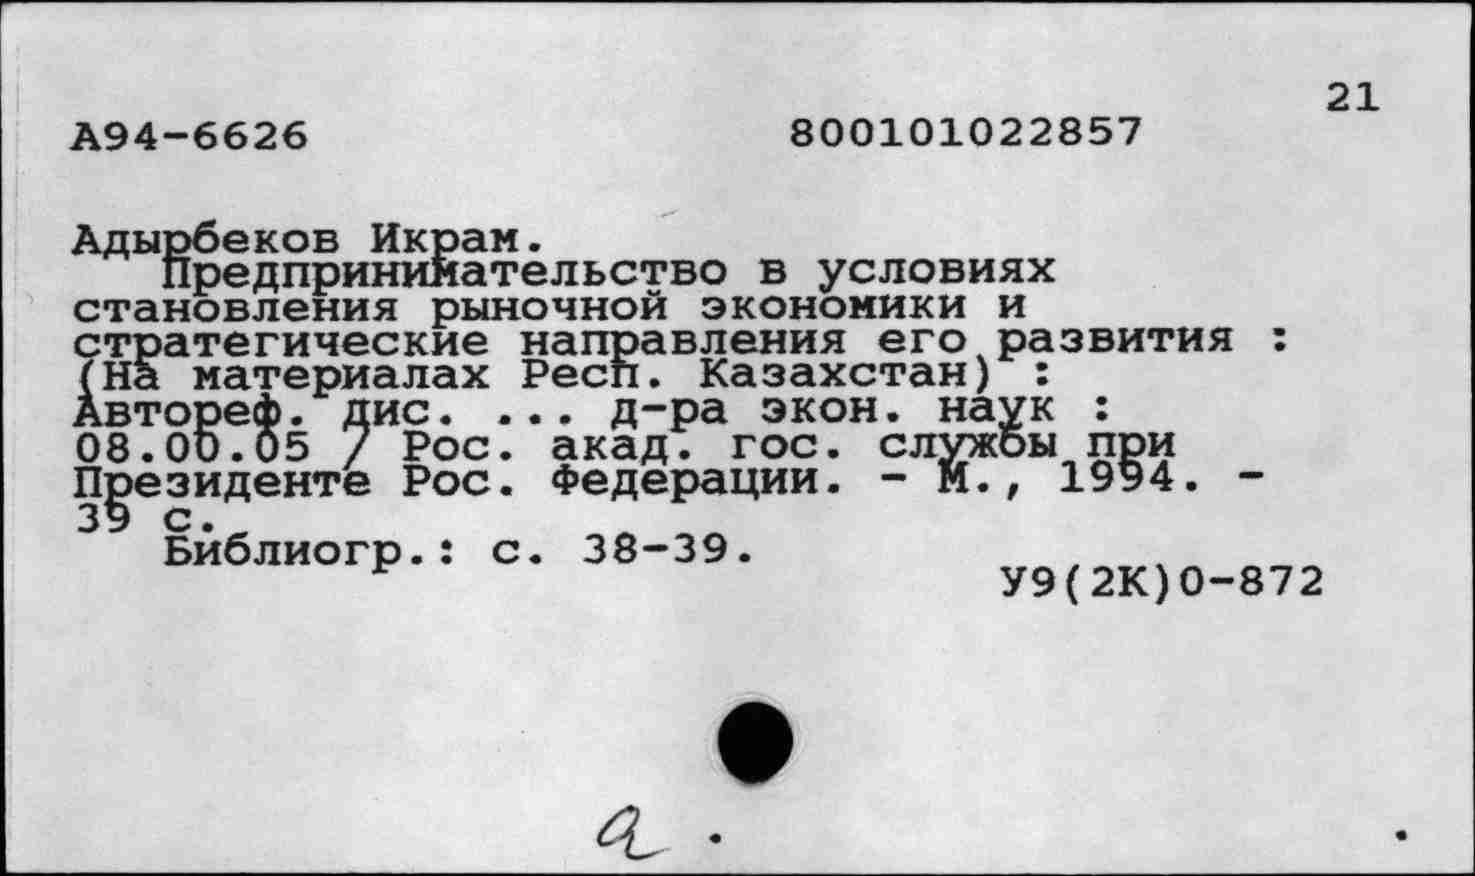 21
А94-6626 800101022857
Адырбеков Икрам.
Предпринимательство в условиях
становления рыночной экономики и
стратегические направления его развития :
(На материалах Респ. Казахстан) :
Автореф. дис. ... д-ра экон. наук :
08.00.05 / Рос. акад. гос. службы при
Президенте Рос. Федерации. - М., 1994. -
39 с.
Библиогр.: с. 38-39.
У9(2К)0-872
а.